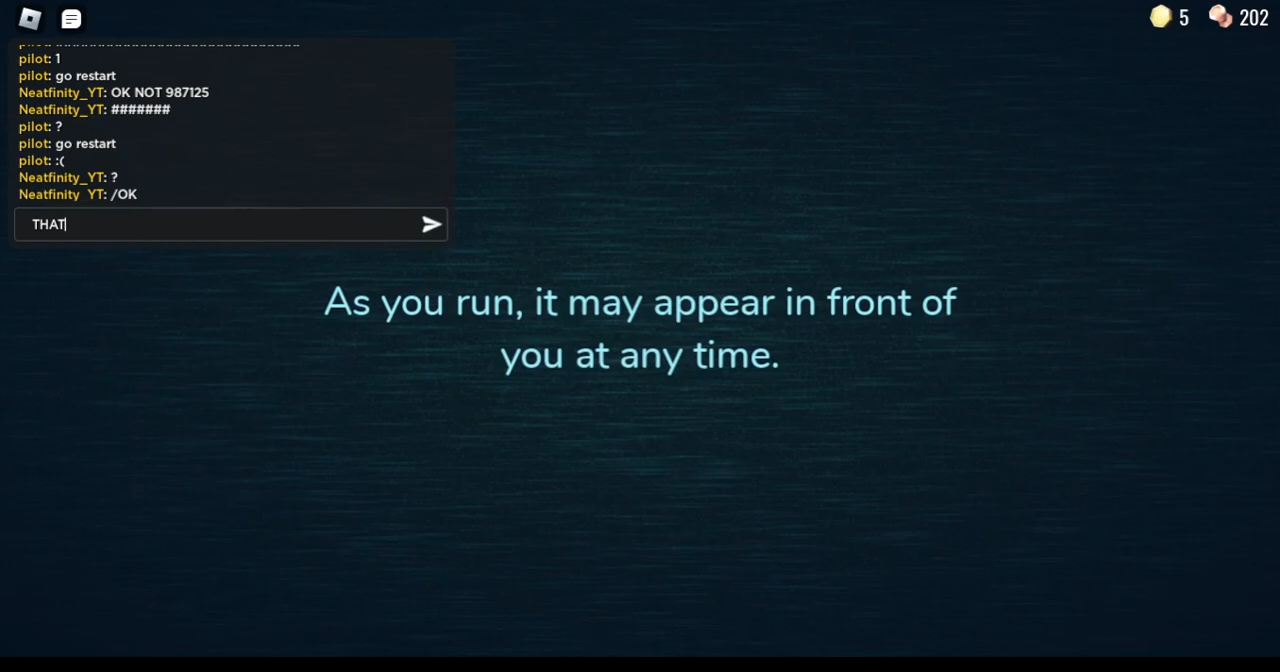 5 202
pilot: 1
pilot: go restart
Neatfinity_YT: OK NOT 987125
Neatfinity_YT: #######
pilot: ?
pilot: go restart
pilot: :(
Neatfinity_YT: ?
Neatfinity_YT: /OK
THAT
As you run, it may appear in front of
you at any time.